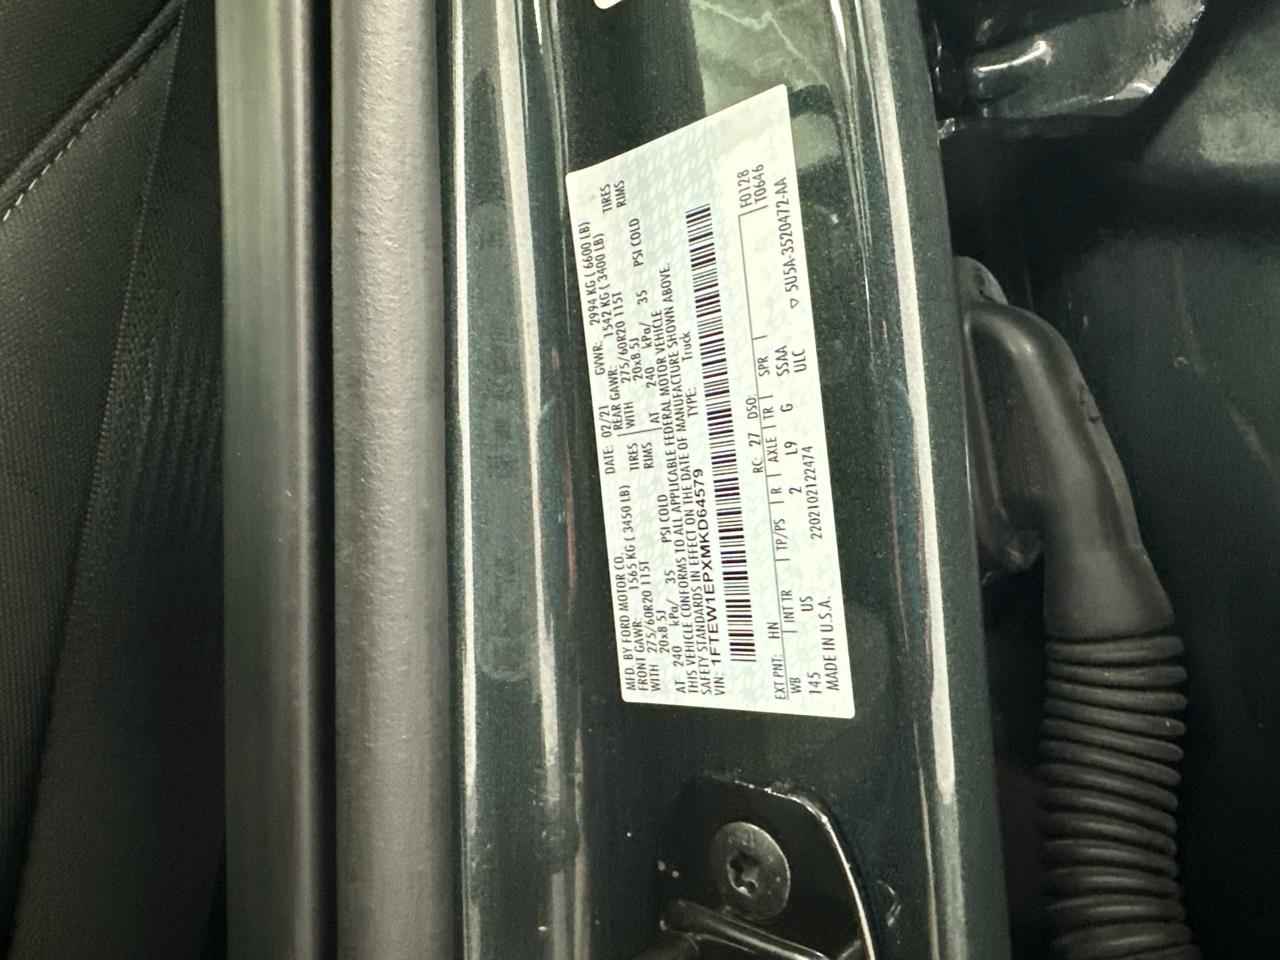 MFD. BY FORD MOTOR CO. DATE: 02/21 GVWR: 2994 KG ( 6600 LB)
FRONT GAWR: 1565 KG ( 3450 LB) REAR GAWR: 1542 KG ( 3400 LB)
WITH 275/60R20 115T TIRES WITH 275/60R20 115T TIRES
20x8.5J RIMS 20x8.5J RIMS
AT 240 kPa/ 35 PSI COLD AT 240 kPa/ 35 PSI COLD
THIS VEHICLE CONFORMS TO ALL APPLICABLE FEDERAL MOTOR VEHICLE
SAFETY STANDARDS IN EFFECT ON THE DATE OF MANUFACTURE SHOWN ABOVE.
VIN: 1FTEW1EPXMKD64579 TYPE: Truck
F0128
T0646
EXT PNT: HN RC: 27 DSO:
WB INT TR TP/PS R AXLE TR SPR
145 US 2 L9 G SSAA
MADE IN U.S.A. 2202102122474 ULC ▽ 5U5A-3520472-AA